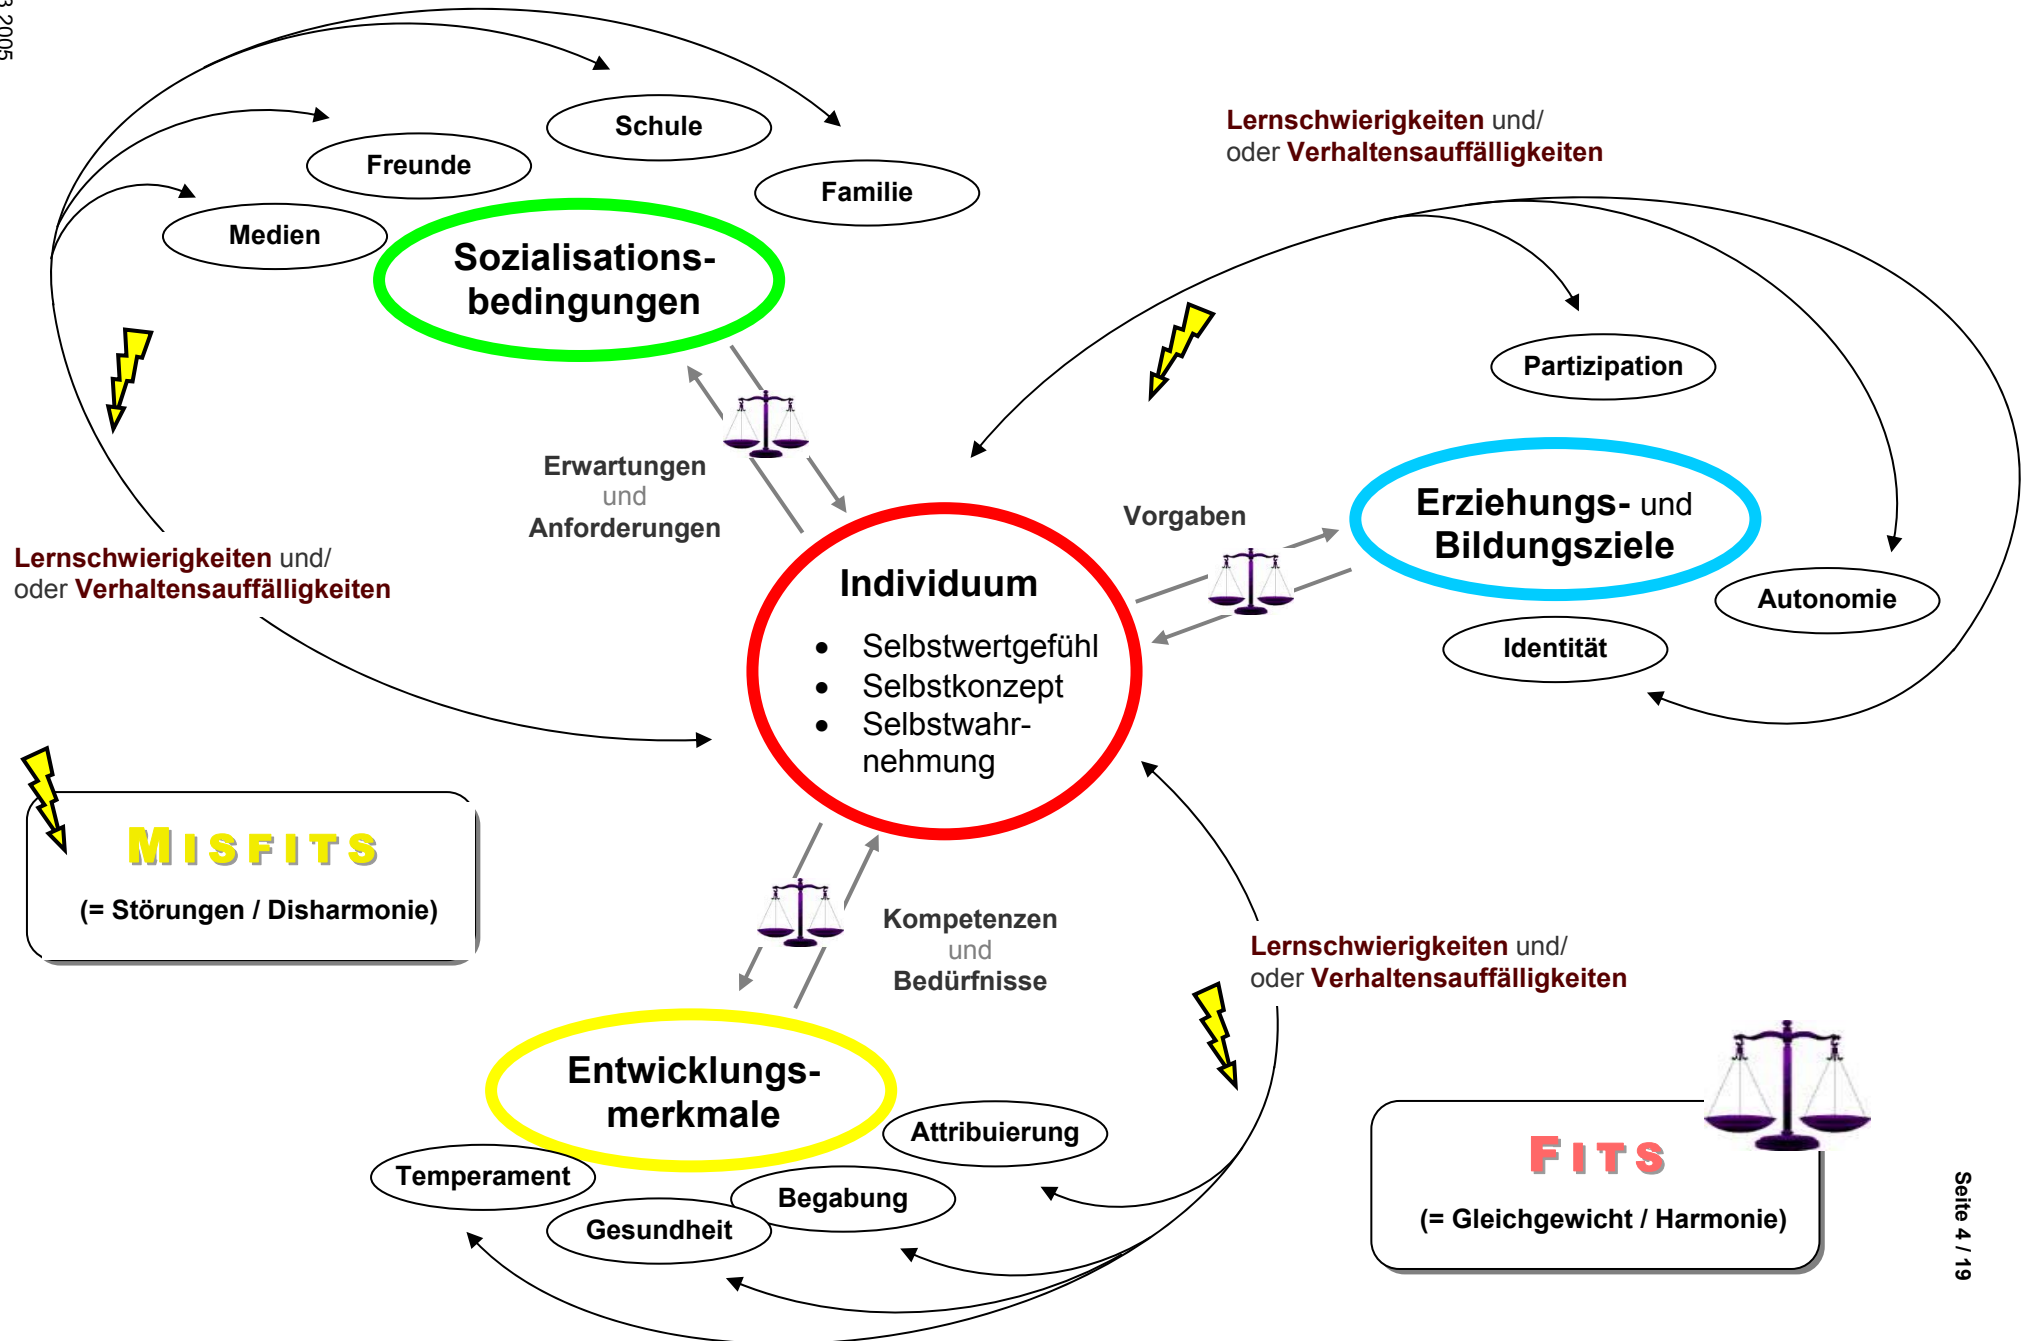 3 2005
Schule
Freunde
Familie
Medien
Sozialisations-
bedingungen
Lernschwierigkeiten und/
oder Verhaltensauffälligkeiten
Partizipation
Erwartungen
und
Anforderungen
Vorgaben
Erziehungs- und
Bildungsziele
Autonomie
Identität
Lernschwierigkeiten und/
oder Verhaltensauffälligkeiten
Individuum
• Selbstwertgefühl
• Selbstkonzept
• Selbstwahr-
nehmung
MISFITS
(= Störungen / Disharmonie)
Kompetenzen
und
Bedürfnisse
Lernschwierigkeiten und/
oder Verhaltensauffälligkeiten
Entwicklungs-
merkmale
Attribuierung
Temperament
Begabung
Gesundheit
FITS
(= Gleichgewicht / Harmonie)
Seite 4 / 19